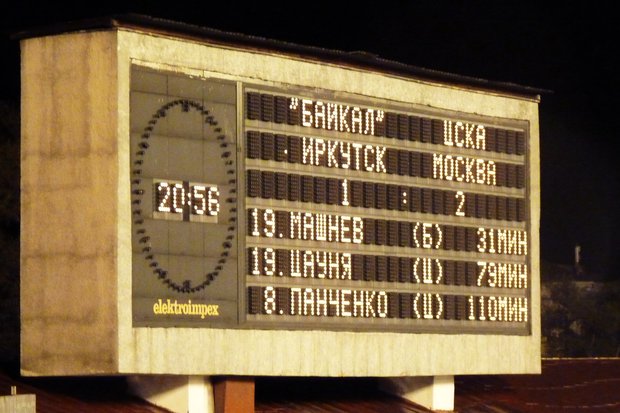 "БАЙКАЛ" ЦСКА
ИРКУТСК МОСКВА
1 : 2
20:56
19. МАШНЕВ (Б) 31МИН
19. ЦАУНЯ (Ц) 79МИН
8. ПАНЧЕНКО (Ц) 110МИН
elektroimpex